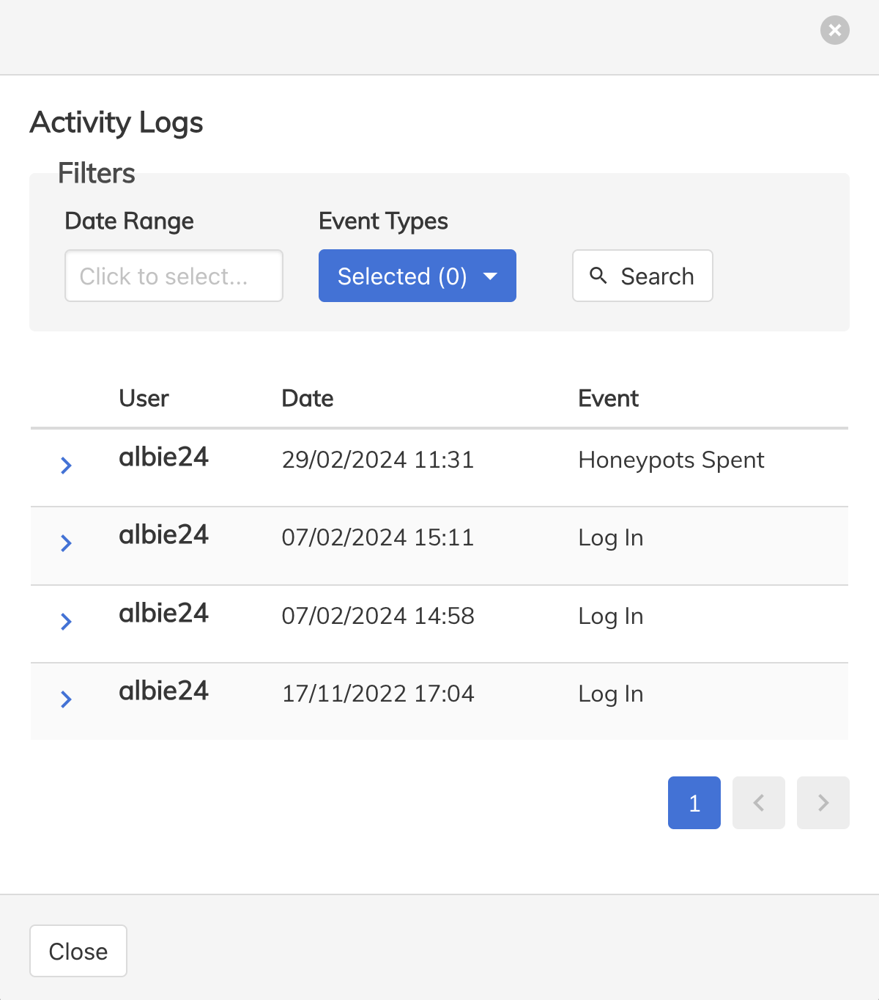 Activity Logs
Filters
Date Range Event Types
Click to select... Selected (0) Search
User Date Event
albie24 29/02/2024 11:31 Honeypots Spent
albie24 07/02/2024 15:11 Log In
albie24 07/02/2024 14:58 Log In
albie24 17/11/2022 17:04 Log In
1
Close